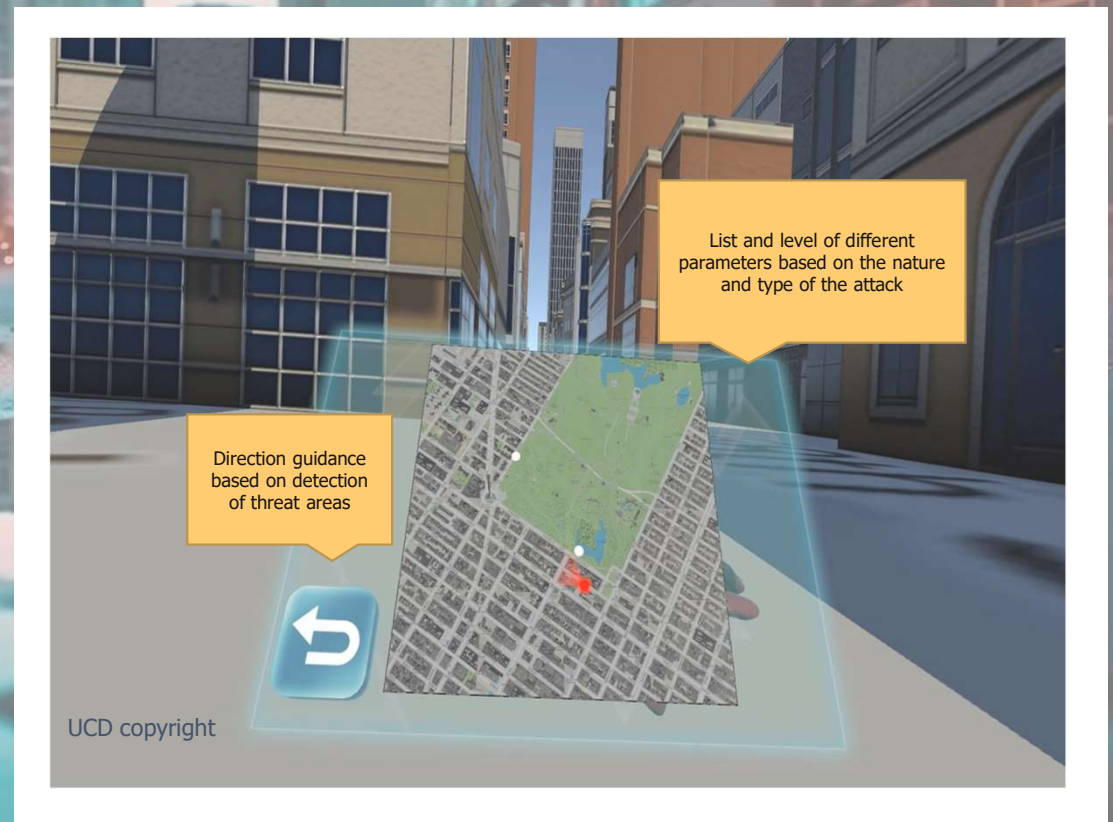 List and level of different
parameters based on the nature
and type of the attack
Direction guidance
based on detection
of threat areas
UCD copyright